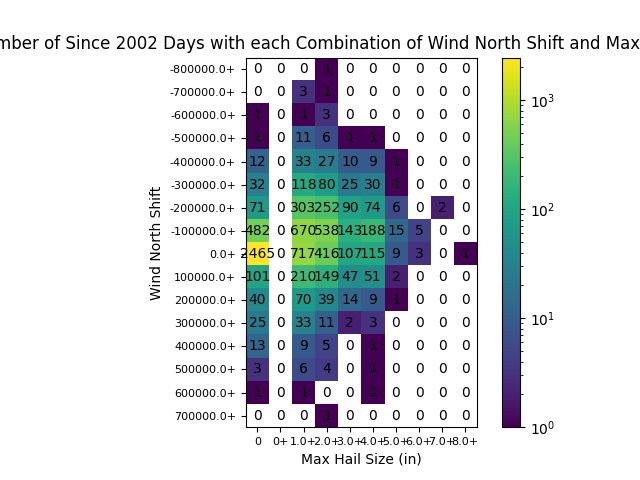 mber of Since 2002 Days with each Combination of Wind North Shift and Max
-800000.0+ 0 0 0 1 0 0 0 0 0 0
-700000.0+ 0 0 3 1 0 0 0 0 0 0
-600000.0+ 1 0 1 3 0 0 0 0 0 0
-500000.0+ 1 0 11 6 1 1 0 0 0 0
-400000.0+ 12 0 33 27 10 9 1 0 0 0
-300000.0+ 32 0 118 80 25 30 1 0 0 0
-200000.0+ 71 0 303 252 90 74 6 0 2 0
-100000.0+ 482 0 670 538 143 188 15 5 0 0
0.0+ 2465 0 717 416 107 115 9 3 0 1
100000.0+ 101 0 210 149 47 51 2 0 0 0
200000.0+ 40 0 70 39 14 9 1 0 0 0
300000.0+ 25 0 33 11 2 3 0 0 0 0
400000.0+ 13 0 9 5 0 1 0 0 0 0
500000.0+ 3 0 6 4 0 1 0 0 0 0
600000.0+ 1 0 1 0 0 1 0 0 0 0
700000.0+ 0 0 0 1 0 0 0 0 0 0
0 0+ 1.0+ 2.0+ 3.0+ 4.0+ 5.0+ 6.0+ 7.0+ 8.0+
Max Hail Size (in)
Wind North Shift
10³
10²
10¹
10⁰